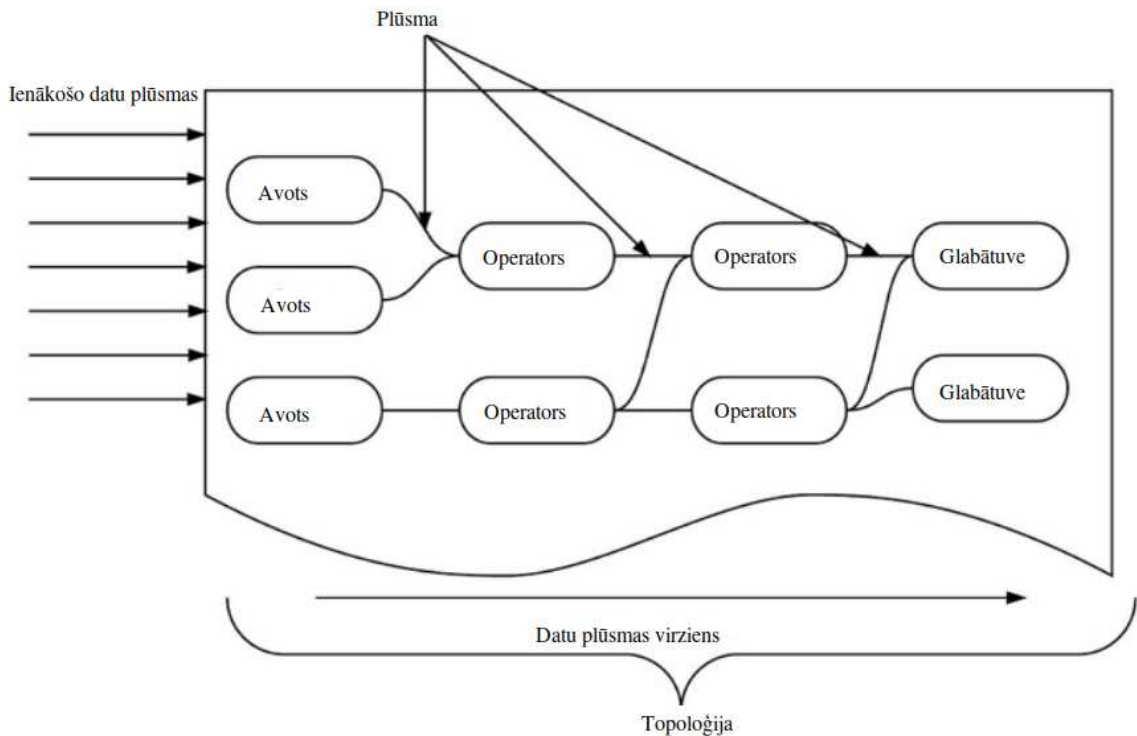 Plūsma
Ienākošo datu plūsmas
Avots
Operators
Operators
Glabātuve
Avots
Avots
Operators
Operators
Glabātuve
Datu plūsmas virziens
Topoloģija